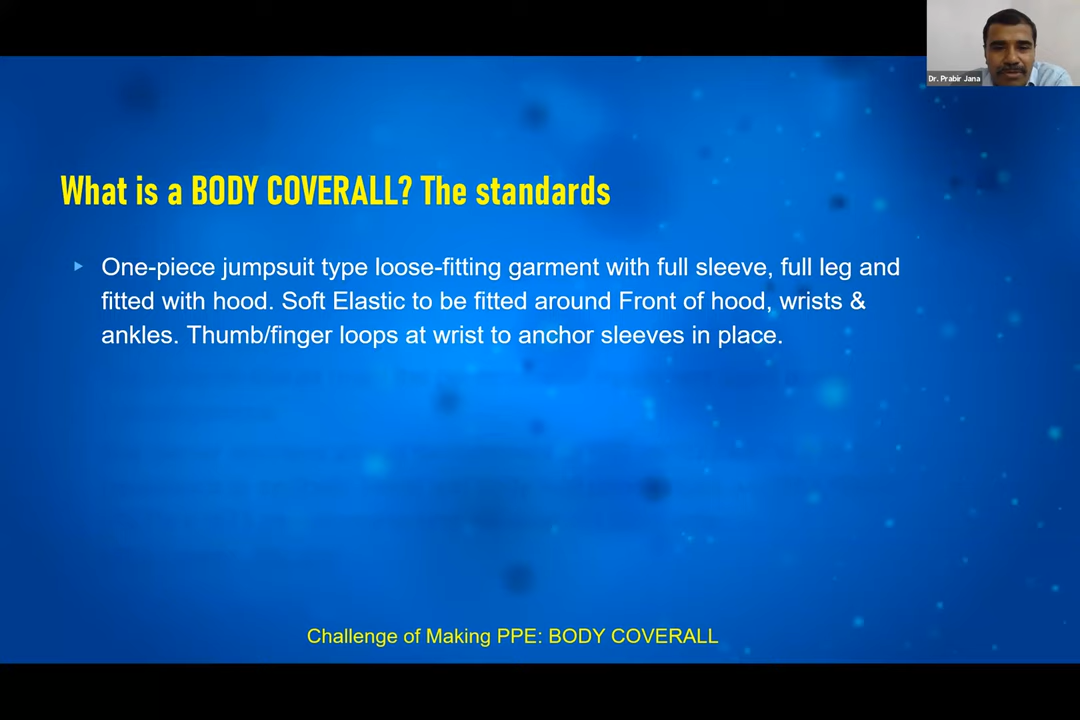 Dr. Prabir Jana
What is a BODY COVERALL? The standards
One-piece jumpsuit type loose-fitting garment with full sleeve, full leg and
fitted with hood. Soft Elastic to be fitted around Front of hood, wrists &
ankles. Thumb/finger loops at wrist to anchor sleeves in place.
Challenge of Making PPE: BODY COVERALL